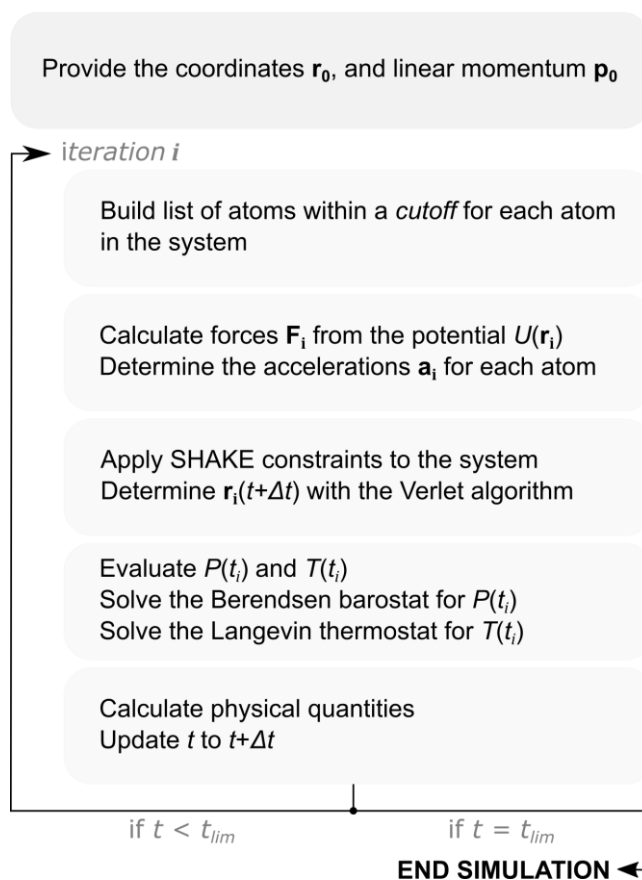 Provide the coordinates r₀, and linear momentum p₀
iteration i
Build list of atoms within a cutoff for each atom
in the system
Calculate forces Fᵢ from the potential U(rᵢ)
Determine the accelerations aᵢ for each atom
Apply SHAKE constraints to the system
Determine rᵢ(t+Δt) with the Verlet algorithm
Evaluate P(tᵢ) and T(tᵢ)
Solve the Berendsen barostat for P(tᵢ)
Solve the Langevin thermostat for T(tᵢ)
Calculate physical quantities
Update t to t+Δt
if t < t_lim
if t = t_lim
END SIMULATION